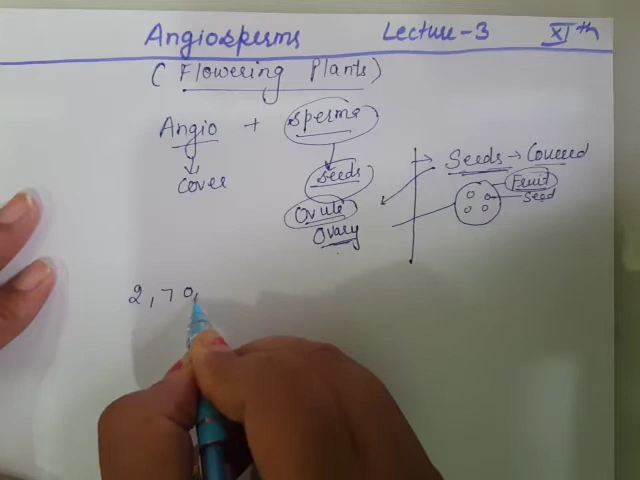 Angiosperms Lecture-3 XIth
(Flowering Plants)
Angio + sperms
Seeds → Covered
Cover
seeds
Fruit
Seed
Ovule
Ovary
2,70,